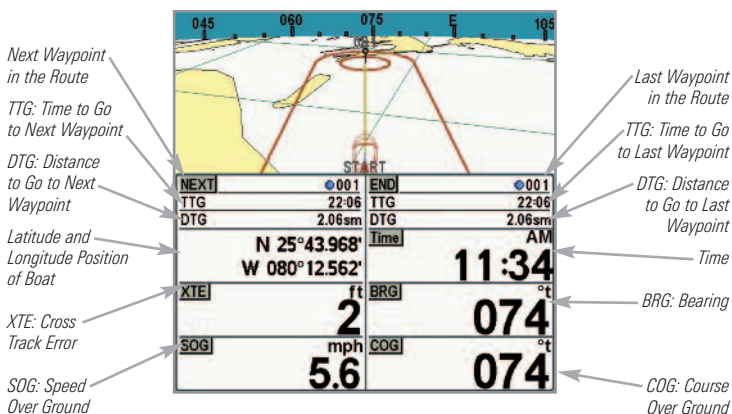 045 060 075 E 105
001
START
Next Waypoint
in the Route
TTG: Time to Go
to Next Waypoint
DTG: Distance
to Go to Next
Waypoint
Latitude and
Longitude Position
of Boat
XTE: Cross
Track Error
SOG: Speed
Over Ground
NEXT 001
TTG 22:06
DTG 2.06sm
N 25°43.968'
W 080°12.562'
XTE ft
2
SOG mph
5.6
END 001
TTG 22:06
DTG 2.06sm
Time AM
11:34
BRG °t
074
COG °t
074
Last Waypoint
in the Route
TTG: Time to Go
to Last Waypoint
DTG: Distance
to Go to Last
Waypoint
Time
BRG: Bearing
COG: Course
Over Ground